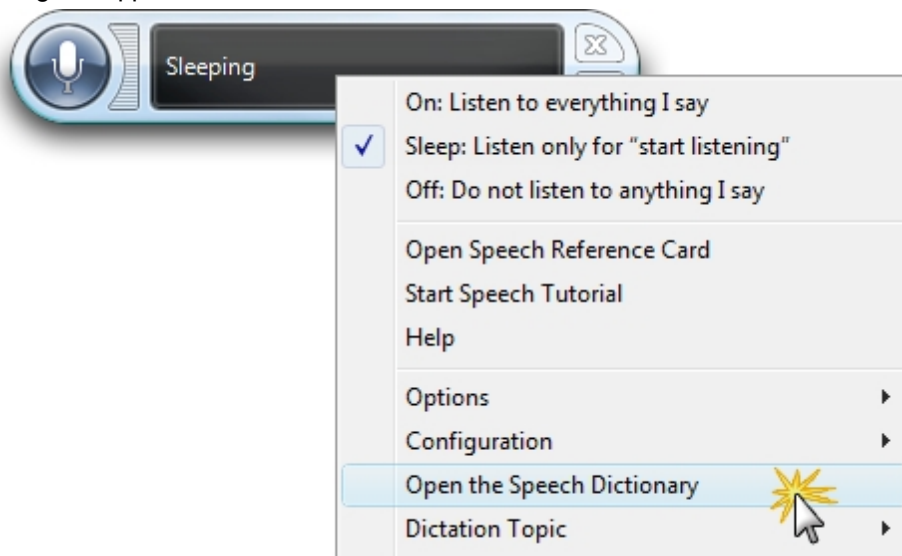 Sleeping
On: Listen to everything I say
Sleep: Listen only for “start listening”
Off: Do not listen to anything I say
Open Speech Reference Card
Start Speech Tutorial
Help
Options
Configuration
Open the Speech Dictionary
Dictation Topic